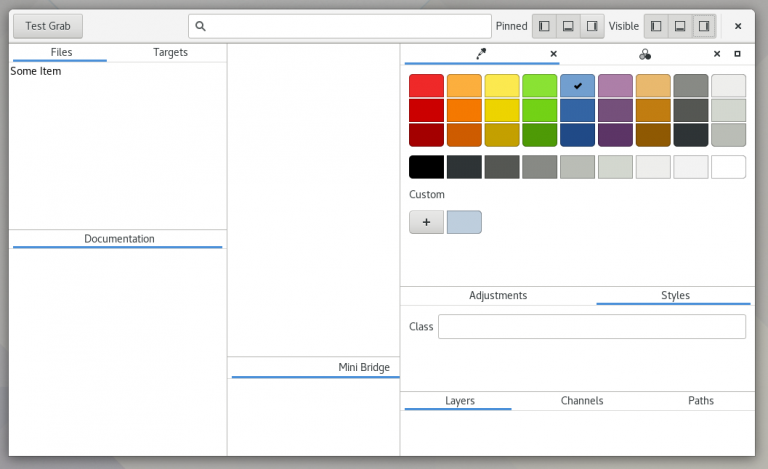 Test Grab
Pinned
Visible
Files
Targets
Some Item
Custom
Documentation
Adjustments
Styles
Class
Mini Bridge
Layers
Channels
Paths